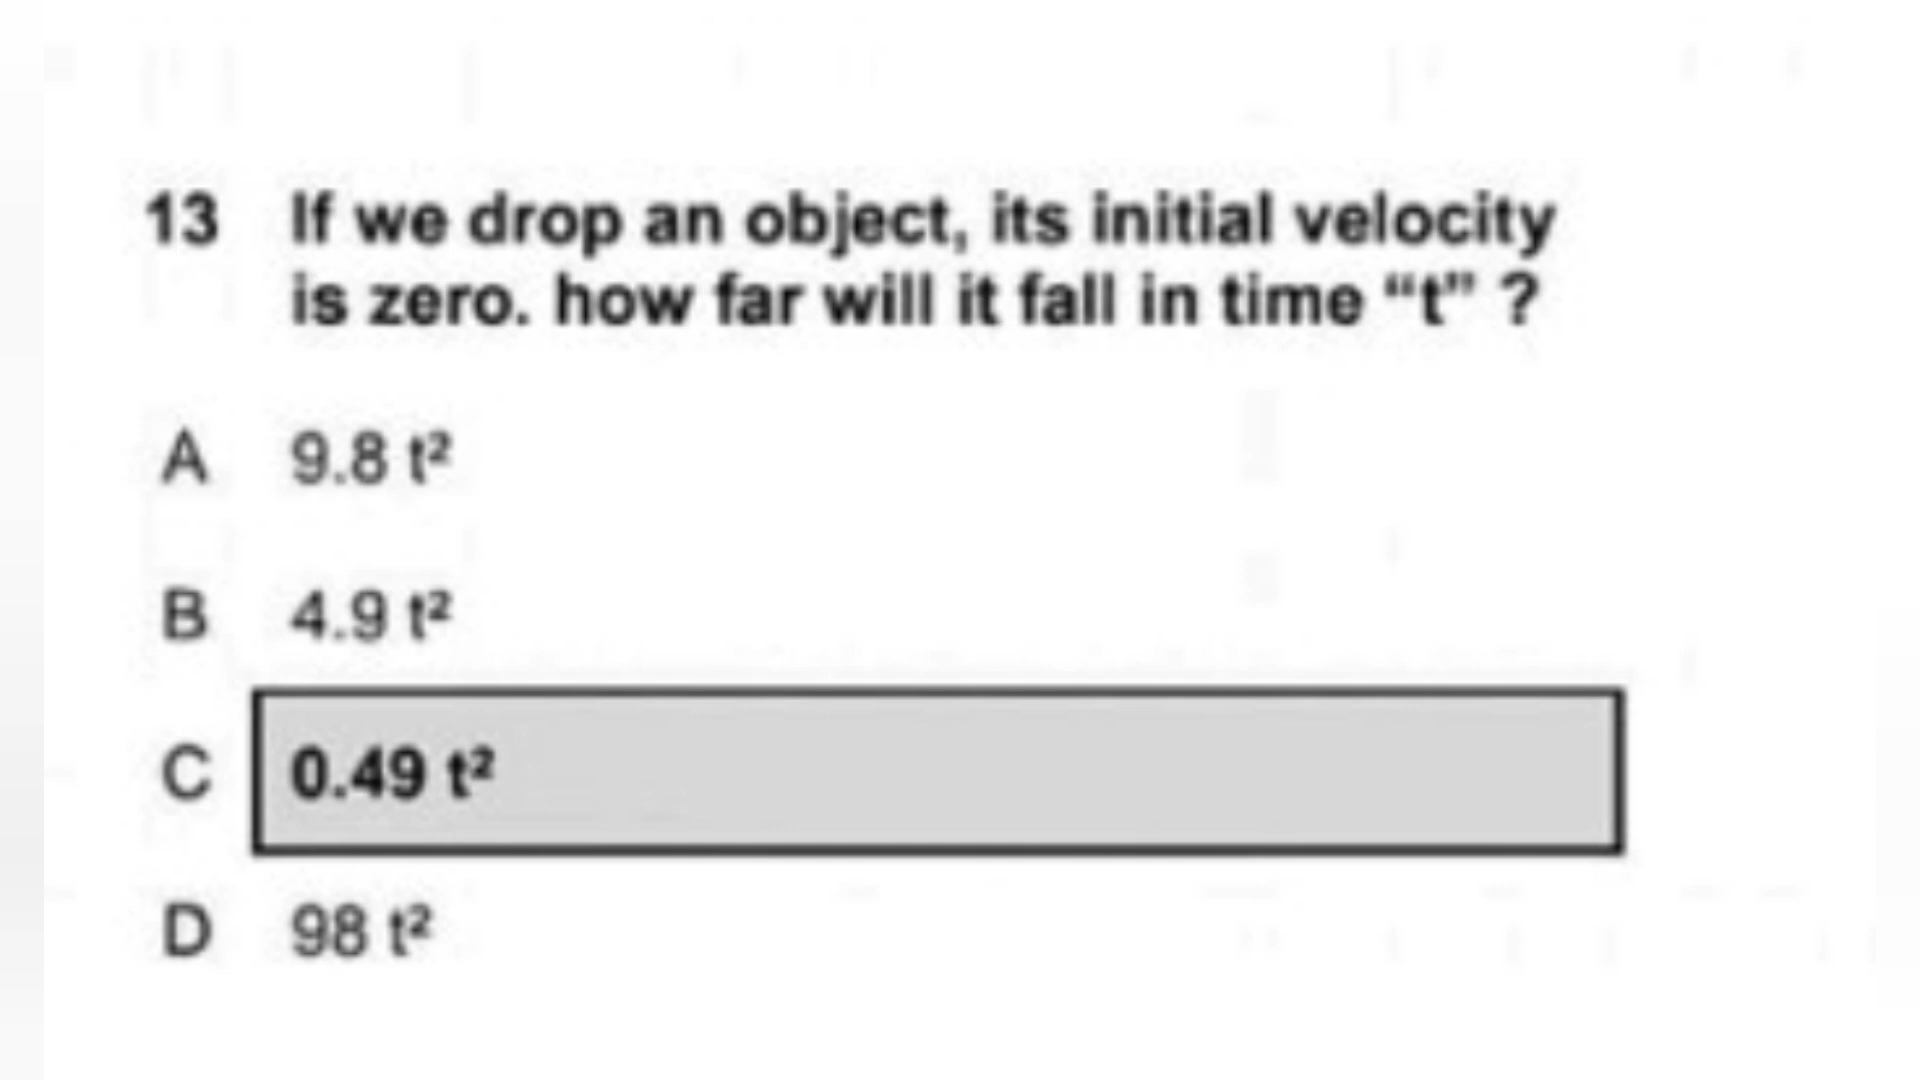 13 If we drop an object, its initial velocity
is zero. how far will it fall in time “t” ?
A 9.8 t²
B 4.9 t²
C 0.49 t²
D 98 t²